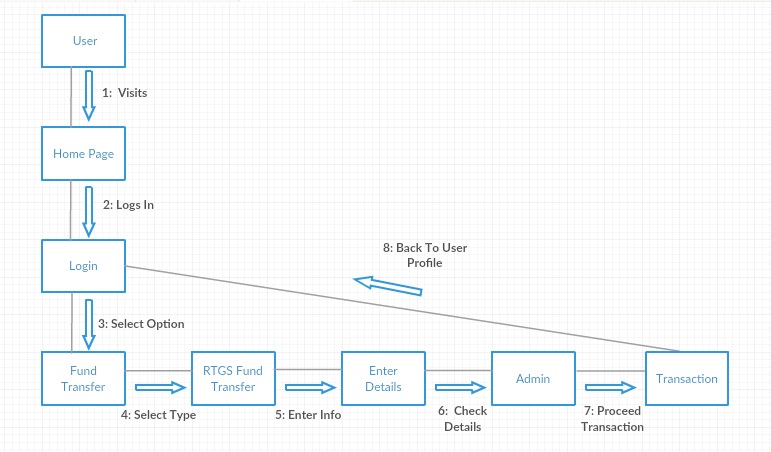 User
1: Visits
Home Page
2: Logs In
Login
8: Back To User
Profile
3: Select Option
Fund
Transfer
RTGS Fund
Transfer
Enter
Details
Admin
Transaction
4: Select Type
5: Enter Info
6: Check
Details
7: Proceed
Transaction